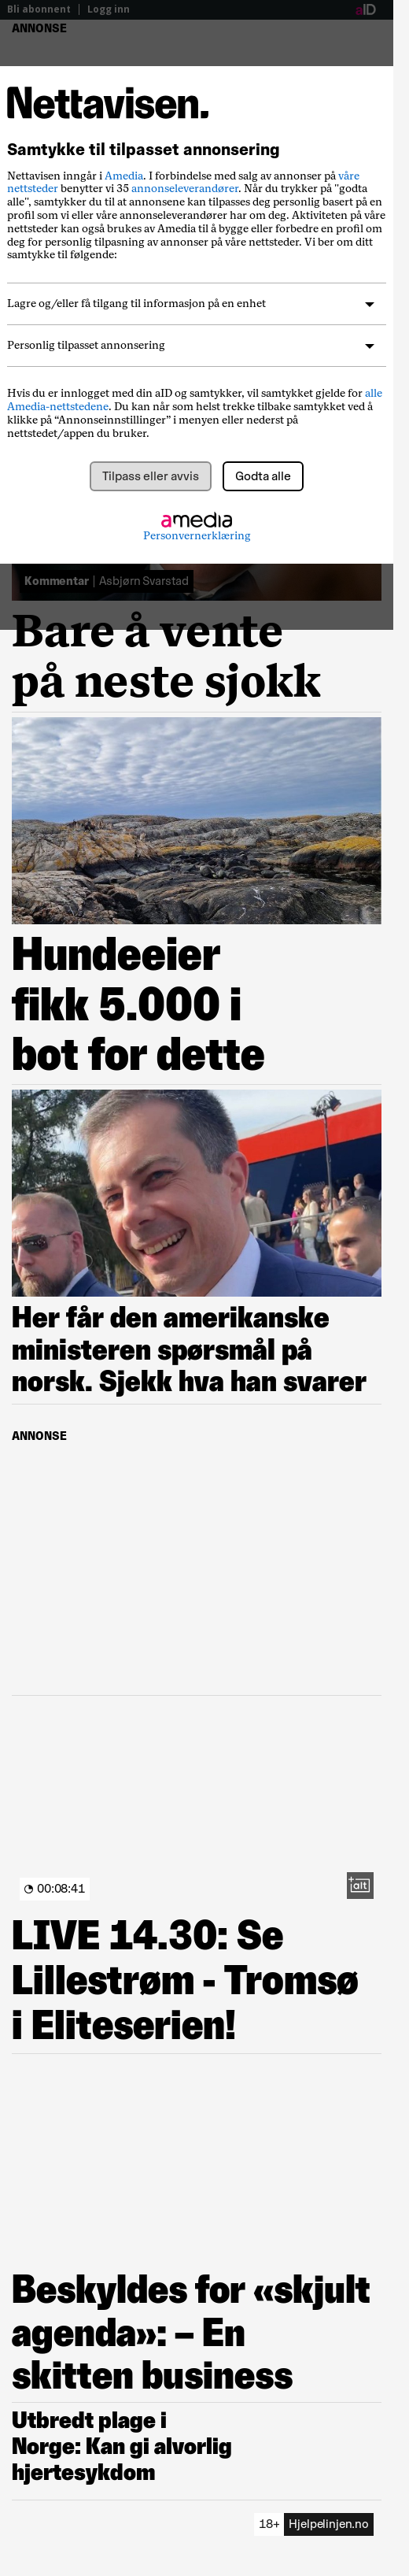 Bli abonnent | Logg inn
aID
ANNONSE
Nettavisen.
Samtykke til tilpasset annonsering
Nettavisen inngår i Amedia. I forbindelse med salg av annonser på våre
nettsteder benytter vi 35 annonseleverandører. Når du trykker på "godta
alle", samtykker du til at annonsene kan tilpasses deg personlig basert på en
profil som vi eller våre annonseleverandører har om deg. Aktiviteten på våre
nettsteder kan også brukes av Amedia til å bygge eller forbedre en profil om
deg for personlig tilpasning av annonser på våre nettsteder. Vi ber om ditt
samtykke til følgende:
Lagre og/eller få tilgang til informasjon på en enhet
Personlig tilpasset annonsering
Hvis du er innlogget med din aID og samtykker, vil samtykket gjelde for alle
Amedia-nettstedene. Du kan når som helst trekke tilbake samtykket ved å
klikke på “Annonseinnstillinger” i menyen eller nederst på
nettstedet/appen du bruker.
Tilpass eller avvis
Godta alle
amedia
Personvernerklæring
Kommentar | Asbjørn Svarstad
Bare å vente
på neste sjokk
Hundeeier
fikk 5.000 i
bot for dette
Her får den amerikanske
ministeren spørsmål på
norsk. Sjekk hva han svarer
ANNONSE
00:08:41
+alt
LIVE 14.30: Se
Lillestrøm - Tromsø
i Eliteserien!
Beskyldes for «skjult
agenda»: – En
skitten business
Utbredt plage i
Norge: Kan gi alvorlig
hjertesykdom
18+ Hjelpelinjen.no